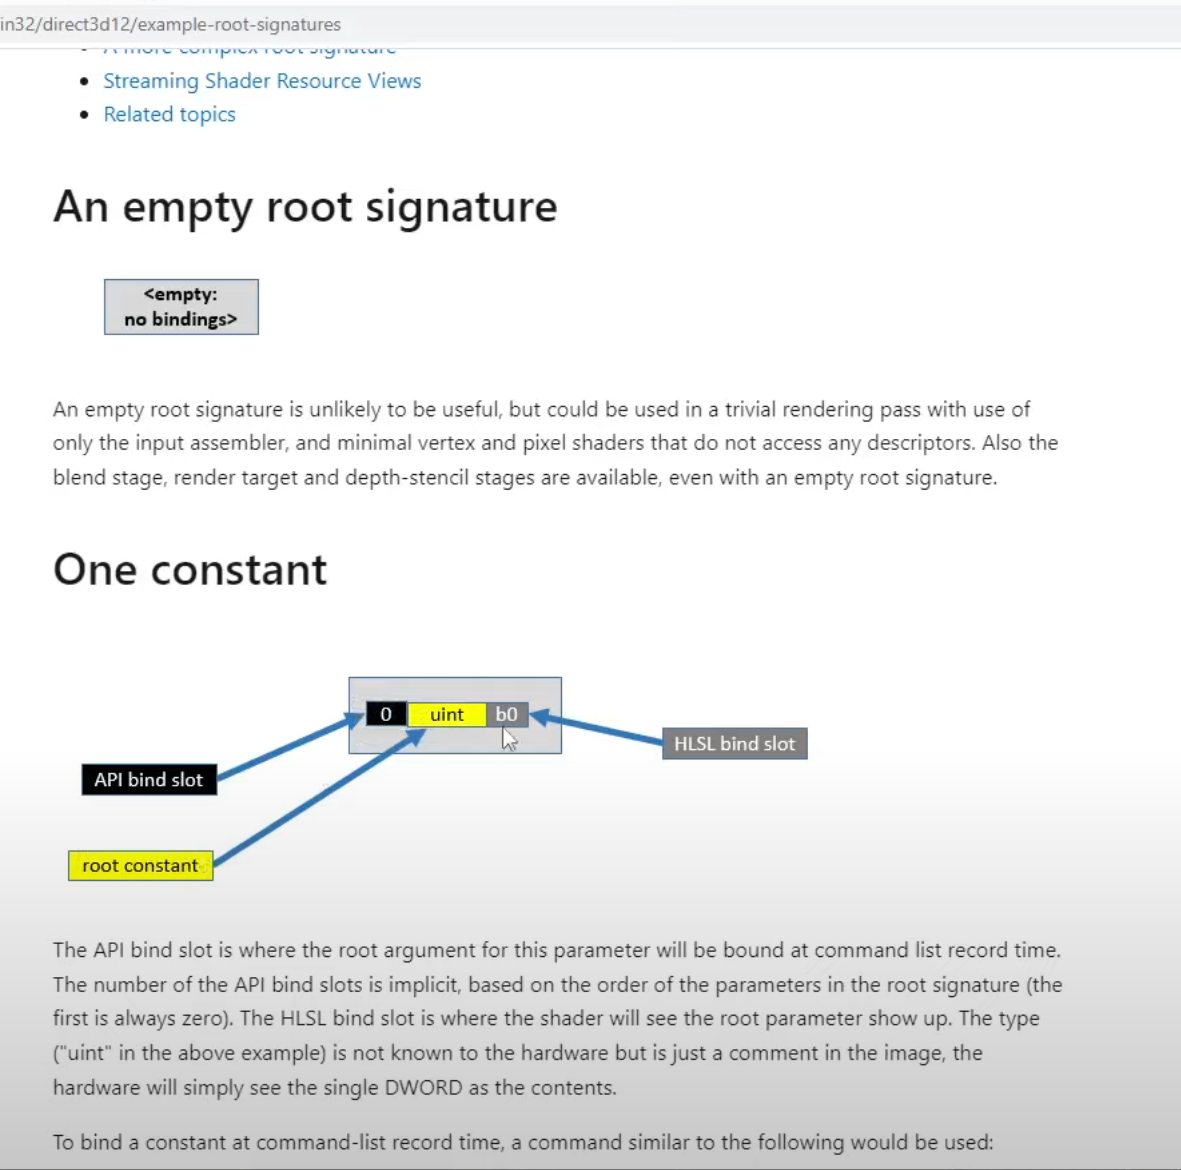 in32/direct3d12/example-root-signatures
A more complex root signature
Streaming Shader Resource Views
Related topics
An empty root signature
<empty:
no bindings>
An empty root signature is unlikely to be useful, but could be used in a trivial rendering pass with use of
only the input assembler, and minimal vertex and pixel shaders that do not access any descriptors. Also the
blend stage, render target and depth-stencil stages are available, even with an empty root signature.
One constant
0 uint b0
HLSL bind slot
API bind slot
root constant
The API bind slot is where the root argument for this parameter will be bound at command list record time.
The number of the API bind slots is implicit, based on the order of the parameters in the root signature (the
first is always zero). The HLSL bind slot is where the shader will see the root parameter show up. The type
("uint" in the above example) is not known to the hardware but is just a comment in the image, the
hardware will simply see the single DWORD as the contents.
To bind a constant at command-list record time, a command similar to the following would be used: